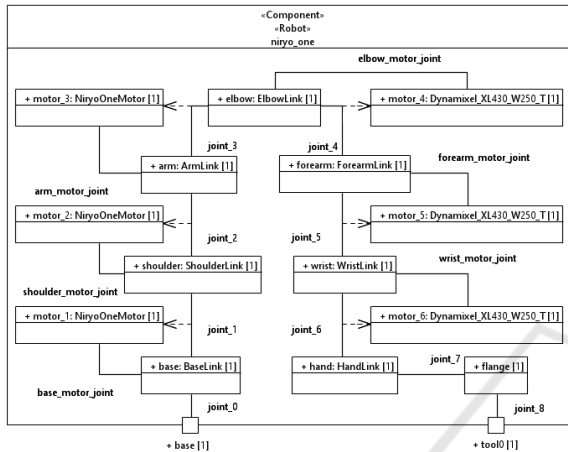 «Component»
«Robot»
niryo_one
elbow_motor_joint
+ motor_3: NiryoOneMotor [1]
+ elbow: ElbowLink [1]
+ motor_4: Dynamixel_XL430_W250_T [1]
joint_3
joint_4
+ arm: ArmLink [1]
+ forearm: ForearmLink [1]
forearm_motor_joint
arm_motor_joint
+ motor_2: NiryoOneMotor [1]
+ motor_5: Dynamixel_XL430_W250_T [1]
joint_2
joint_5
+ shoulder: ShoulderLink [1]
+ wrist: WristLink [1]
wrist_motor_joint
shoulder_motor_joint
+ motor_1: NiryoOneMotor [1]
+ motor_6: Dynamixel_XL430_W250_T [1]
joint_1
joint_6
+ base: BaseLink [1]
+ hand: HandLink [1]
joint_7
+ flange [1]
base_motor_joint
joint_0
joint_8
+ base [1]
+ tool0 [1]